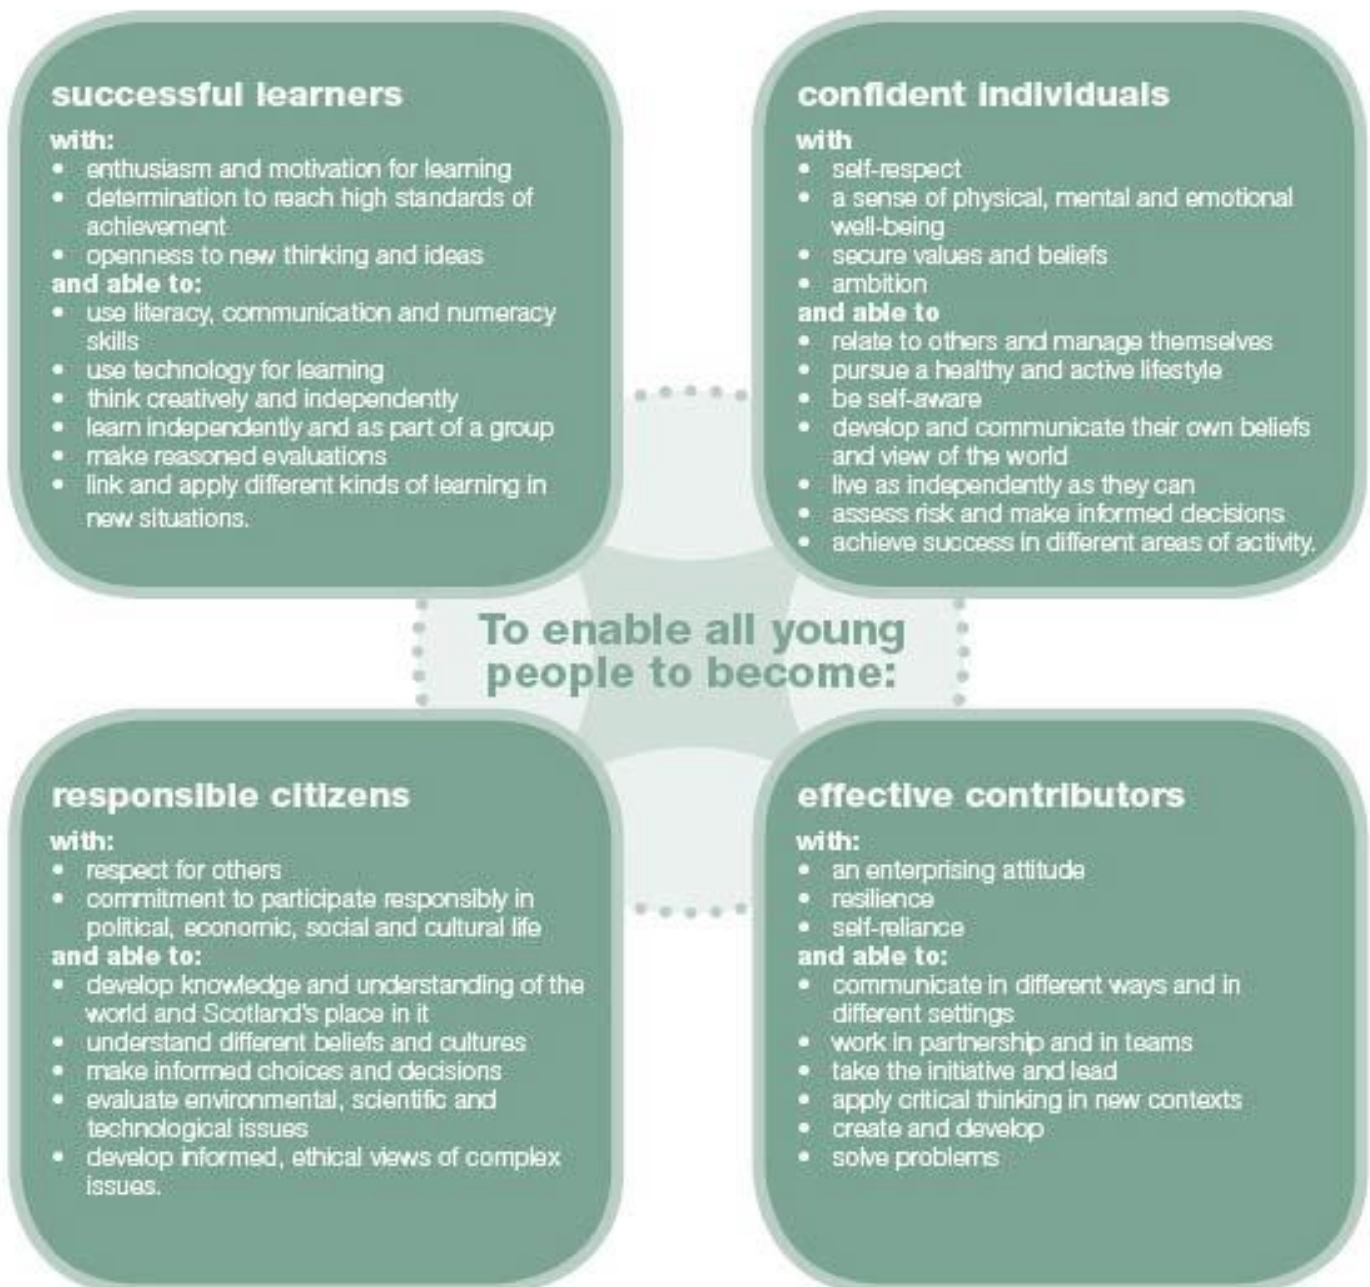 successful learners
with:
• enthusiasm and motivation for learning
• determination to reach high standards of
achievement
• openness to new thinking and ideas
and able to:
• use literacy, communication and numeracy
skills
• use technology for learning
• think creatively and independently
• learn independently and as part of a group
• make reasoned evaluations
• link and apply different kinds of learning in
new situations.
confident individuals
with
• self-respect
• a sense of physical, mental and emotional
well-being
• secure values and beliefs
• ambition
and able to
• relate to others and manage themselves
• pursue a healthy and active lifestyle
• be self-aware
• develop and communicate their own beliefs
and view of the world
• live as independently as they can
• assess risk and make informed decisions
• achieve success in different areas of activity.
To enable all young
people to become:
responsible citizens
with:
• respect for others
• commitment to participate responsibly in
political, economic, social and cultural life
and able to:
• develop knowledge and understanding of the
world and Scotland's place in it
• understand different beliefs and cultures
• make informed choices and decisions
• evaluate environmental, scientific and
technological issues
• develop informed, ethical views of complex
issues.
effective contributors
with:
• an enterprising attitude
• resilience
• self-reliance
and able to:
• communicate in different ways and in
different settings
• work in partnership and in teams
• take the initiative and lead
• apply critical thinking in new contexts
• create and develop
• solve problems